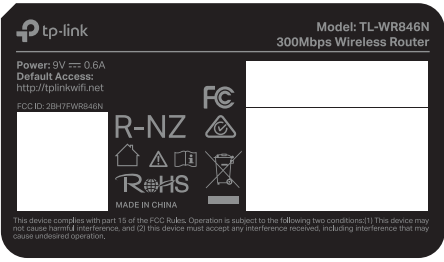 tp-link
Model: TL-WR846N
300Mbps Wireless Router
Power: 9V ⎓ 0.6A
Default Access:
http://tplinkwifi.net
FCC ID: 2BH7FWR846N
FC
R-NZ
RoHS
MADE IN CHINA
This device complies with part 15 of the FCC Rules. Operation is subject to the following two conditions:(1) This device may
not cause harmful interference, and (2) this device must accept any interference received, including interference that may
cause undesired operation.